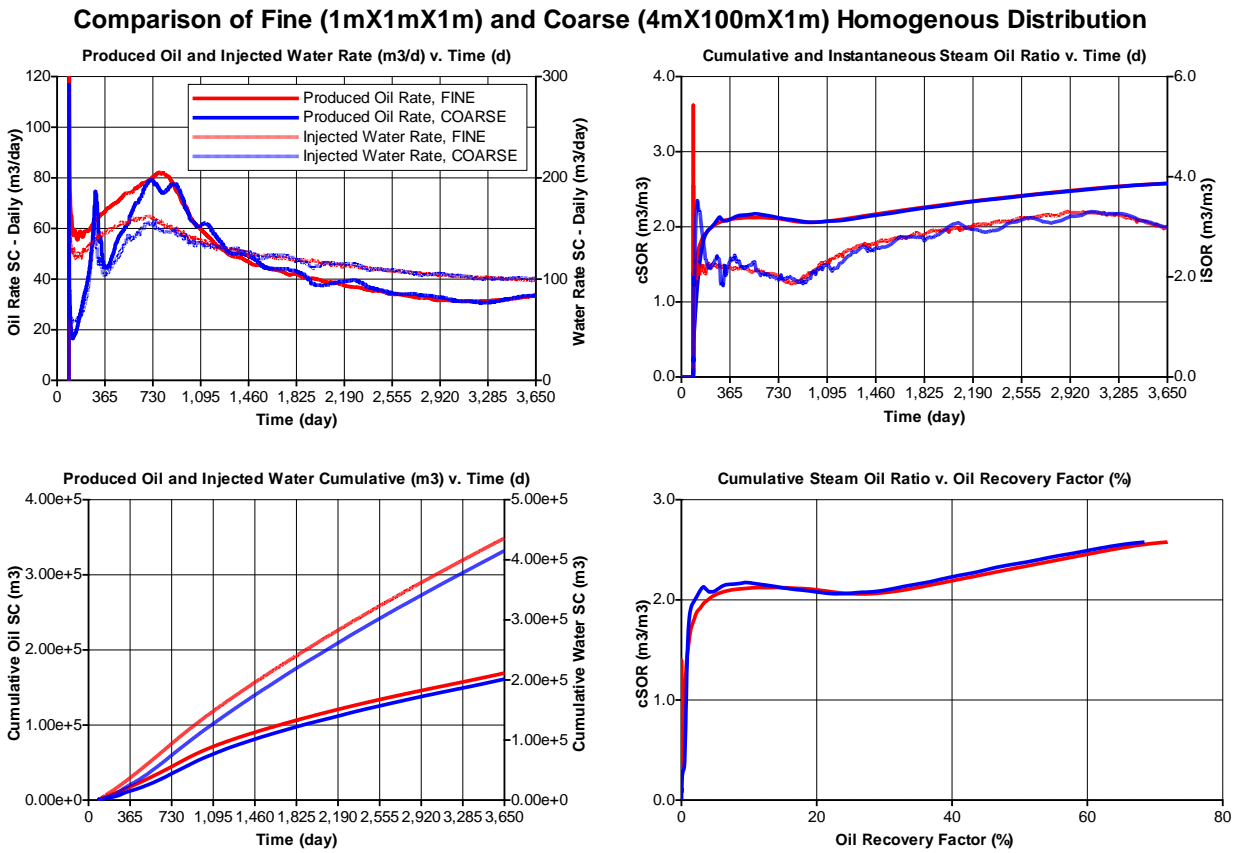 Comparison of Fine (1mX1mX1m) and Coarse (4mX100mX1m) Homogenous Distribution
Produced Oil and Injected Water Rate (m3/d) v. Time (d)
Oil Rate SC - Daily (m3/day)
120
100
80
60
40
20
0
Produced Oil Rate, FINE
Produced Oil Rate, COARSE
Injected Water Rate, FINE
Injected Water Rate, COARSE
300
200
100
0
Water Rate SC - Daily (m3/day)
0 365 730 1,095 1,460 1,825 2,190 2,555 2,920 3,285 3,650
Time (day)
Cumulative and Instantaneous Steam Oil Ratio v. Time (d)
cSOR (m3/m3)
4.0
3.0
2.0
1.0
0.0
6.0
4.0
2.0
0.0
iSOR (m3/m3)
0 365 730 1,095 1,460 1,825 2,190 2,555 2,920 3,285 3,650
Time (day)
Produced Oil and Injected Water Cumulative (m3) v. Time (d)
Cumulative Oil SC (m3)
4.00e+5
3.00e+5
2.00e+5
1.00e+5
0.00e+0
5.00e+5
4.00e+5
3.00e+5
2.00e+5
1.00e+5
0.00e+0
Cumulative Water SC (m3)
0 365 730 1,095 1,460 1,825 2,190 2,555 2,920 3,285 3,650
Time (day)
Cumulative Steam Oil Ratio v. Oil Recovery Factor (%)
cSOR (m3/m3)
3.0
2.0
1.0
0.0
0 20 40 60 80
Oil Recovery Factor (%)